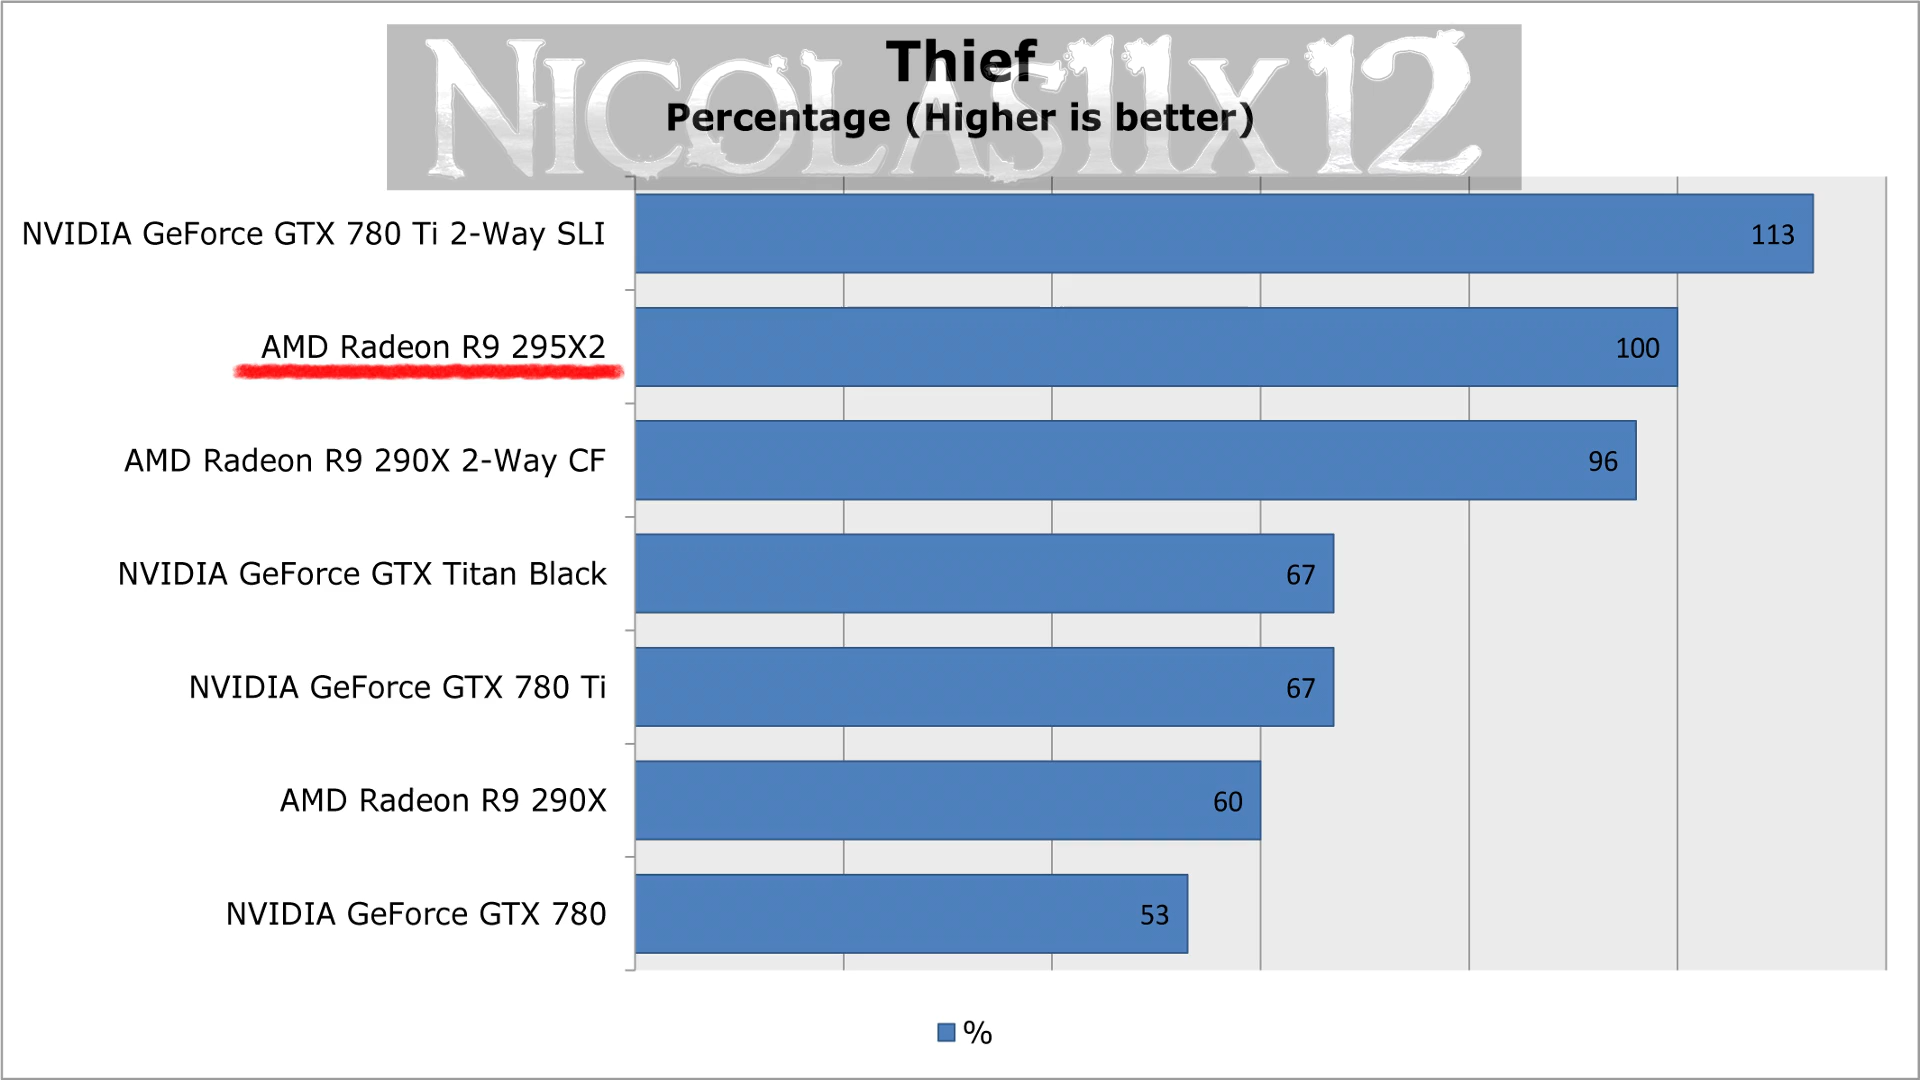 Nicolas11x12
Thief
Percentage (Higher is better)
NVIDIA GeForce GTX 780 Ti 2-Way SLI
113
AMD Radeon R9 295X2
100
AMD Radeon R9 290X 2-Way CF
96
NVIDIA GeForce GTX Titan Black
67
NVIDIA GeForce GTX 780 Ti
67
AMD Radeon R9 290X
60
NVIDIA GeForce GTX 780
53
%